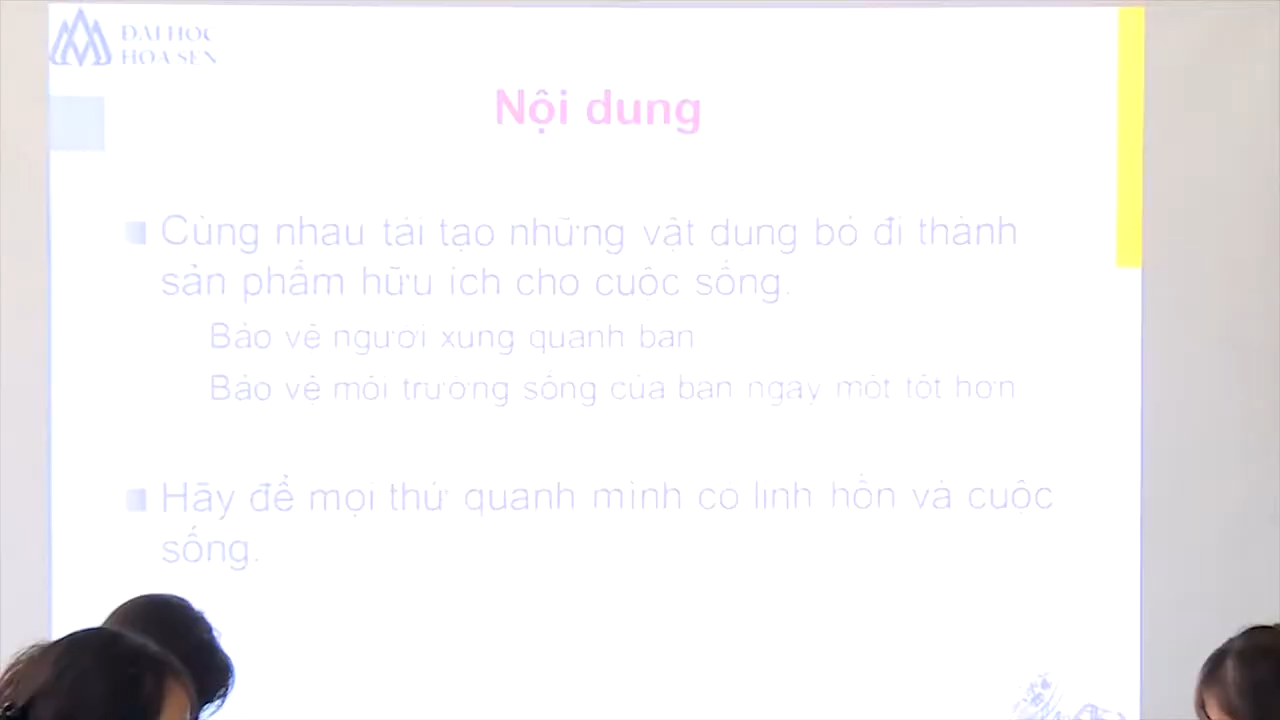 ĐẠI HỌC
HOA SEN
Nội dung
Cùng nhau tái tạo những vật dụng bỏ đi thành
sản phẩm hữu ích cho cuộc sống.
Bảo vệ người xung quanh bạn
Bảo vệ môi trường sống của bạn ngày một tốt hơn
Hãy để mọi thứ quanh mình có linh hồn và cuộc
sống.